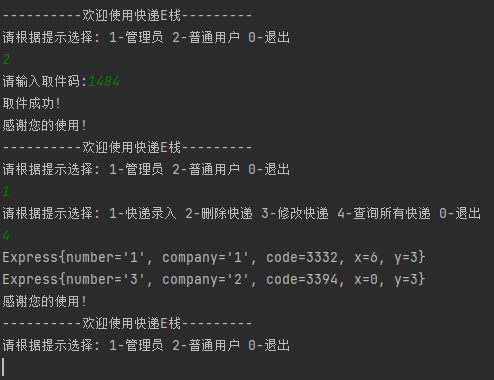 ----------欢迎使用快递E栈---------
请根据提示选择: 1-管理员 2-普通用户 0-退出
2
请输入取件码:1484
取件成功!
感谢您的使用!
----------欢迎使用快递E栈---------
请根据提示选择: 1-管理员 2-普通用户 0-退出
1
请根据提示选择: 1-快递录入 2-删除快递 3-修改快递 4-查询所有快递 0-退出
4
Express{number='1', company='1', code=3332, x=6, y=3}
Express{number='3', company='2', code=3394, x=0, y=3}
感谢您的使用!
----------欢迎使用快递E栈---------
请根据提示选择: 1-管理员 2-普通用户 0-退出